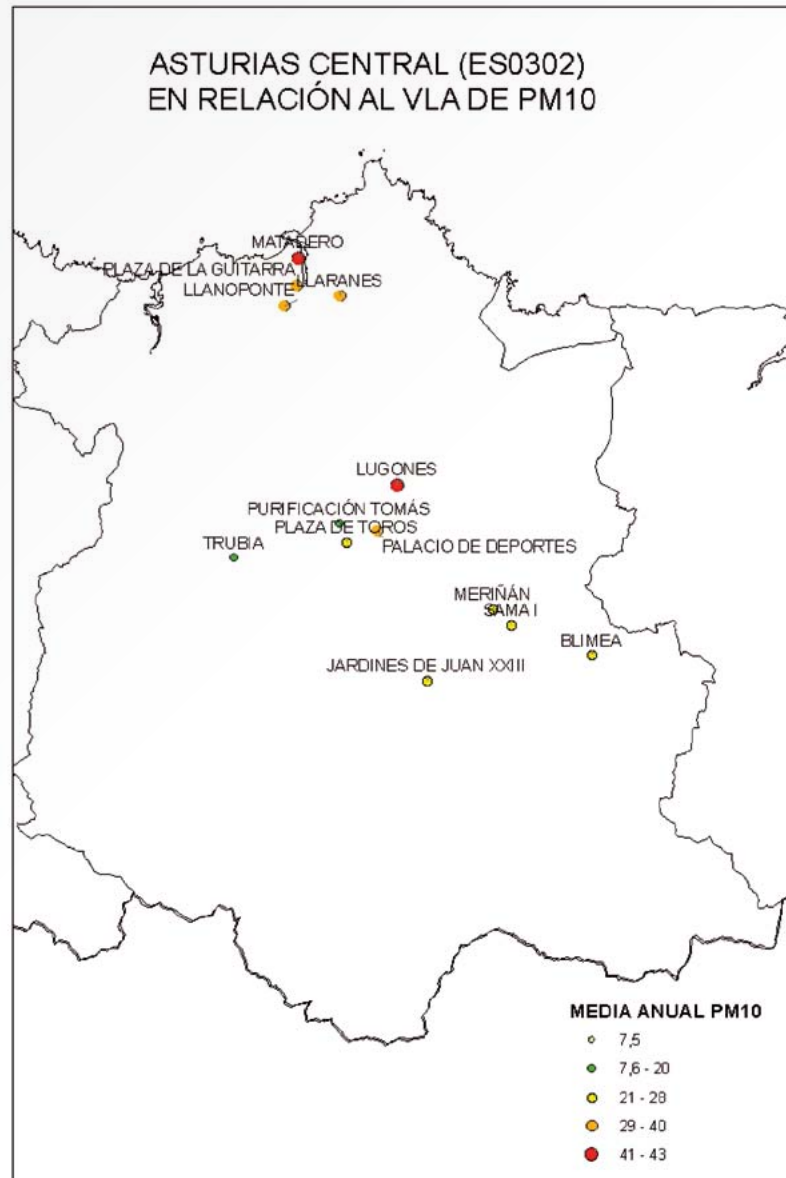 ASTURIAS CENTRAL (ES0302)
EN RELACIÓN AL VLA DE PM10
MATADERO
PLAZA DE LA GUITARRA
LLARANES
LLANOPONTE
LUGONES
PURIFICACIÓN TOMÁS
PLAZA DE TOROS
TRUBIA
PALACIO DE DEPORTES
MERIÑÁN
SAMA I
BLIMEA
JARDINES DE JUAN XXIII
MEDIA ANUAL PM10
7,5
7,6 - 20
21 - 28
29 - 40
41 - 43